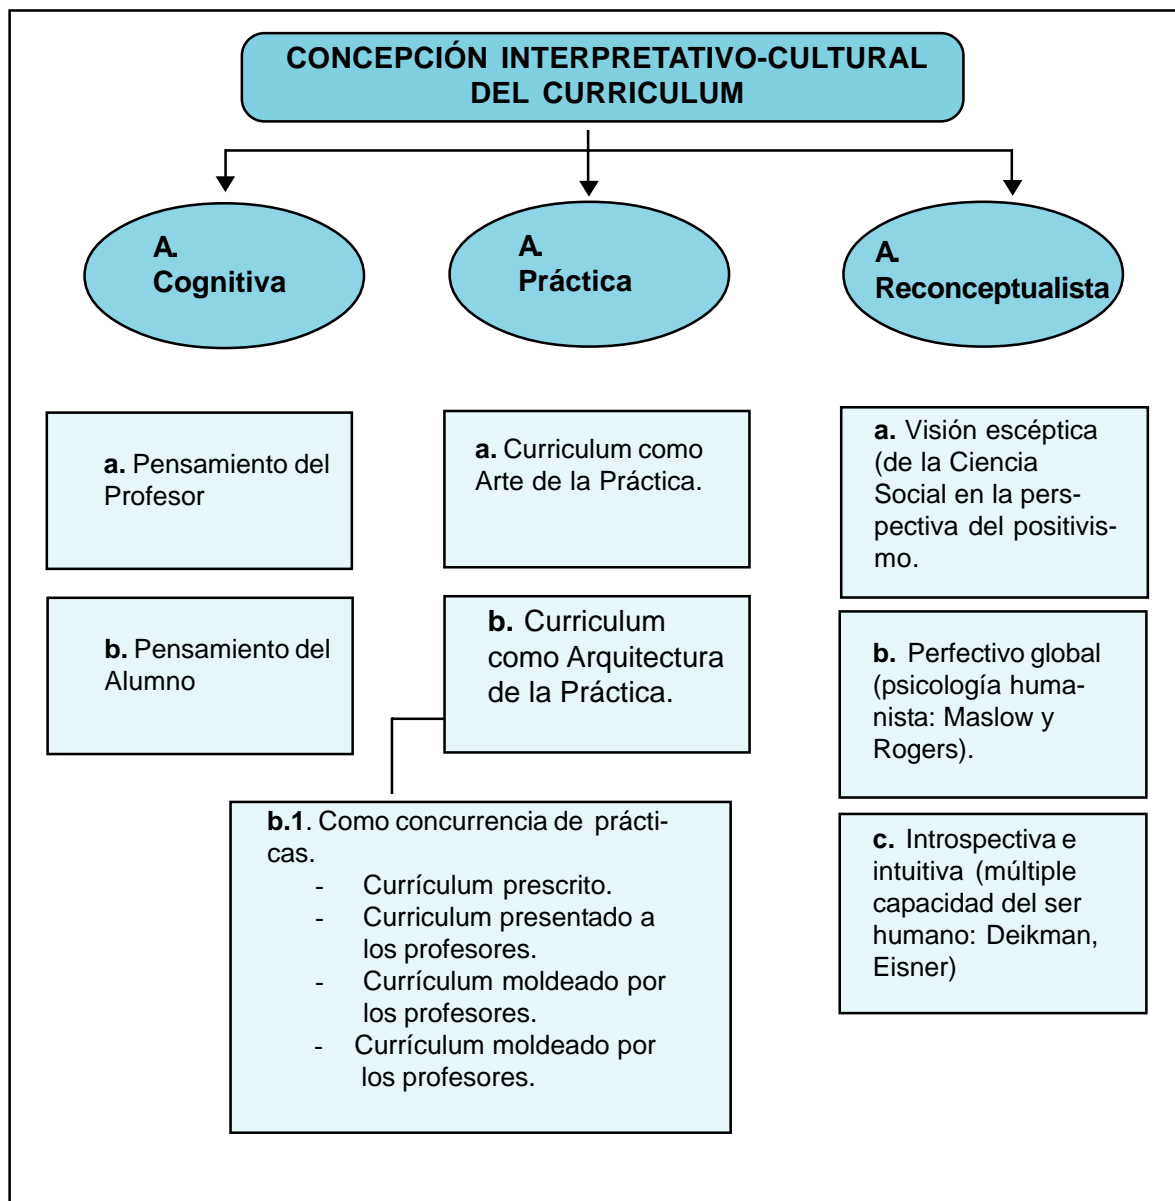 CONCEPCIÓN INTERPRETATIVO-CULTURAL
DEL CURRICULUM
A.
Cognitiva
A.
Práctica
A.
Reconceptualista
a. Pensamiento del
Profesor
b. Pensamiento del
Alumno
a. Curriculum como
Arte de la Práctica.
b. Curriculum
como Arquitectura
de la Práctica.
b.1. Como concurrencia de prácti-
cas.
- Currículum prescrito.
- Curriculum presentado a
los profesores.
- Currículum moldeado por
los profesores.
- Currículum moldeado por
los profesores.
a. Visión escéptica
(de la Ciencia
Social en la pers-
pectiva del positivis-
mo.
b. Perfectivo global
(psicología huma-
nista: Maslow y
Rogers).
c. Introspectiva e
intuitiva (múltiple
capacidad del ser
humano: Deikman,
Eisner)